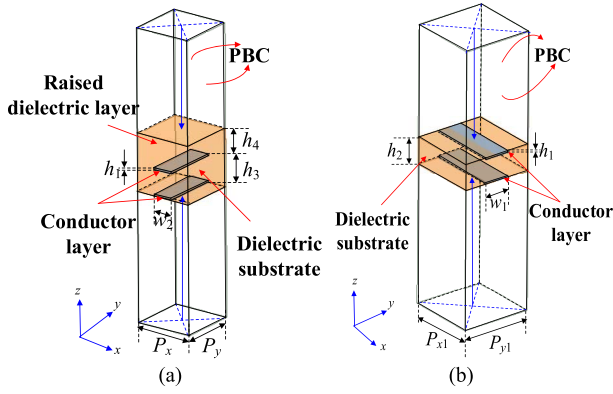 PBC
Raised
dielectric layer
h4
h1
h3
Conductor
layer
w2
Dielectric
substrate
z
y
x
Px
Py
(a)
PBC
h2
h1
Dielectric
substrate
w1
Conductor
layer
z
y
x
Px1
Py1
(b)